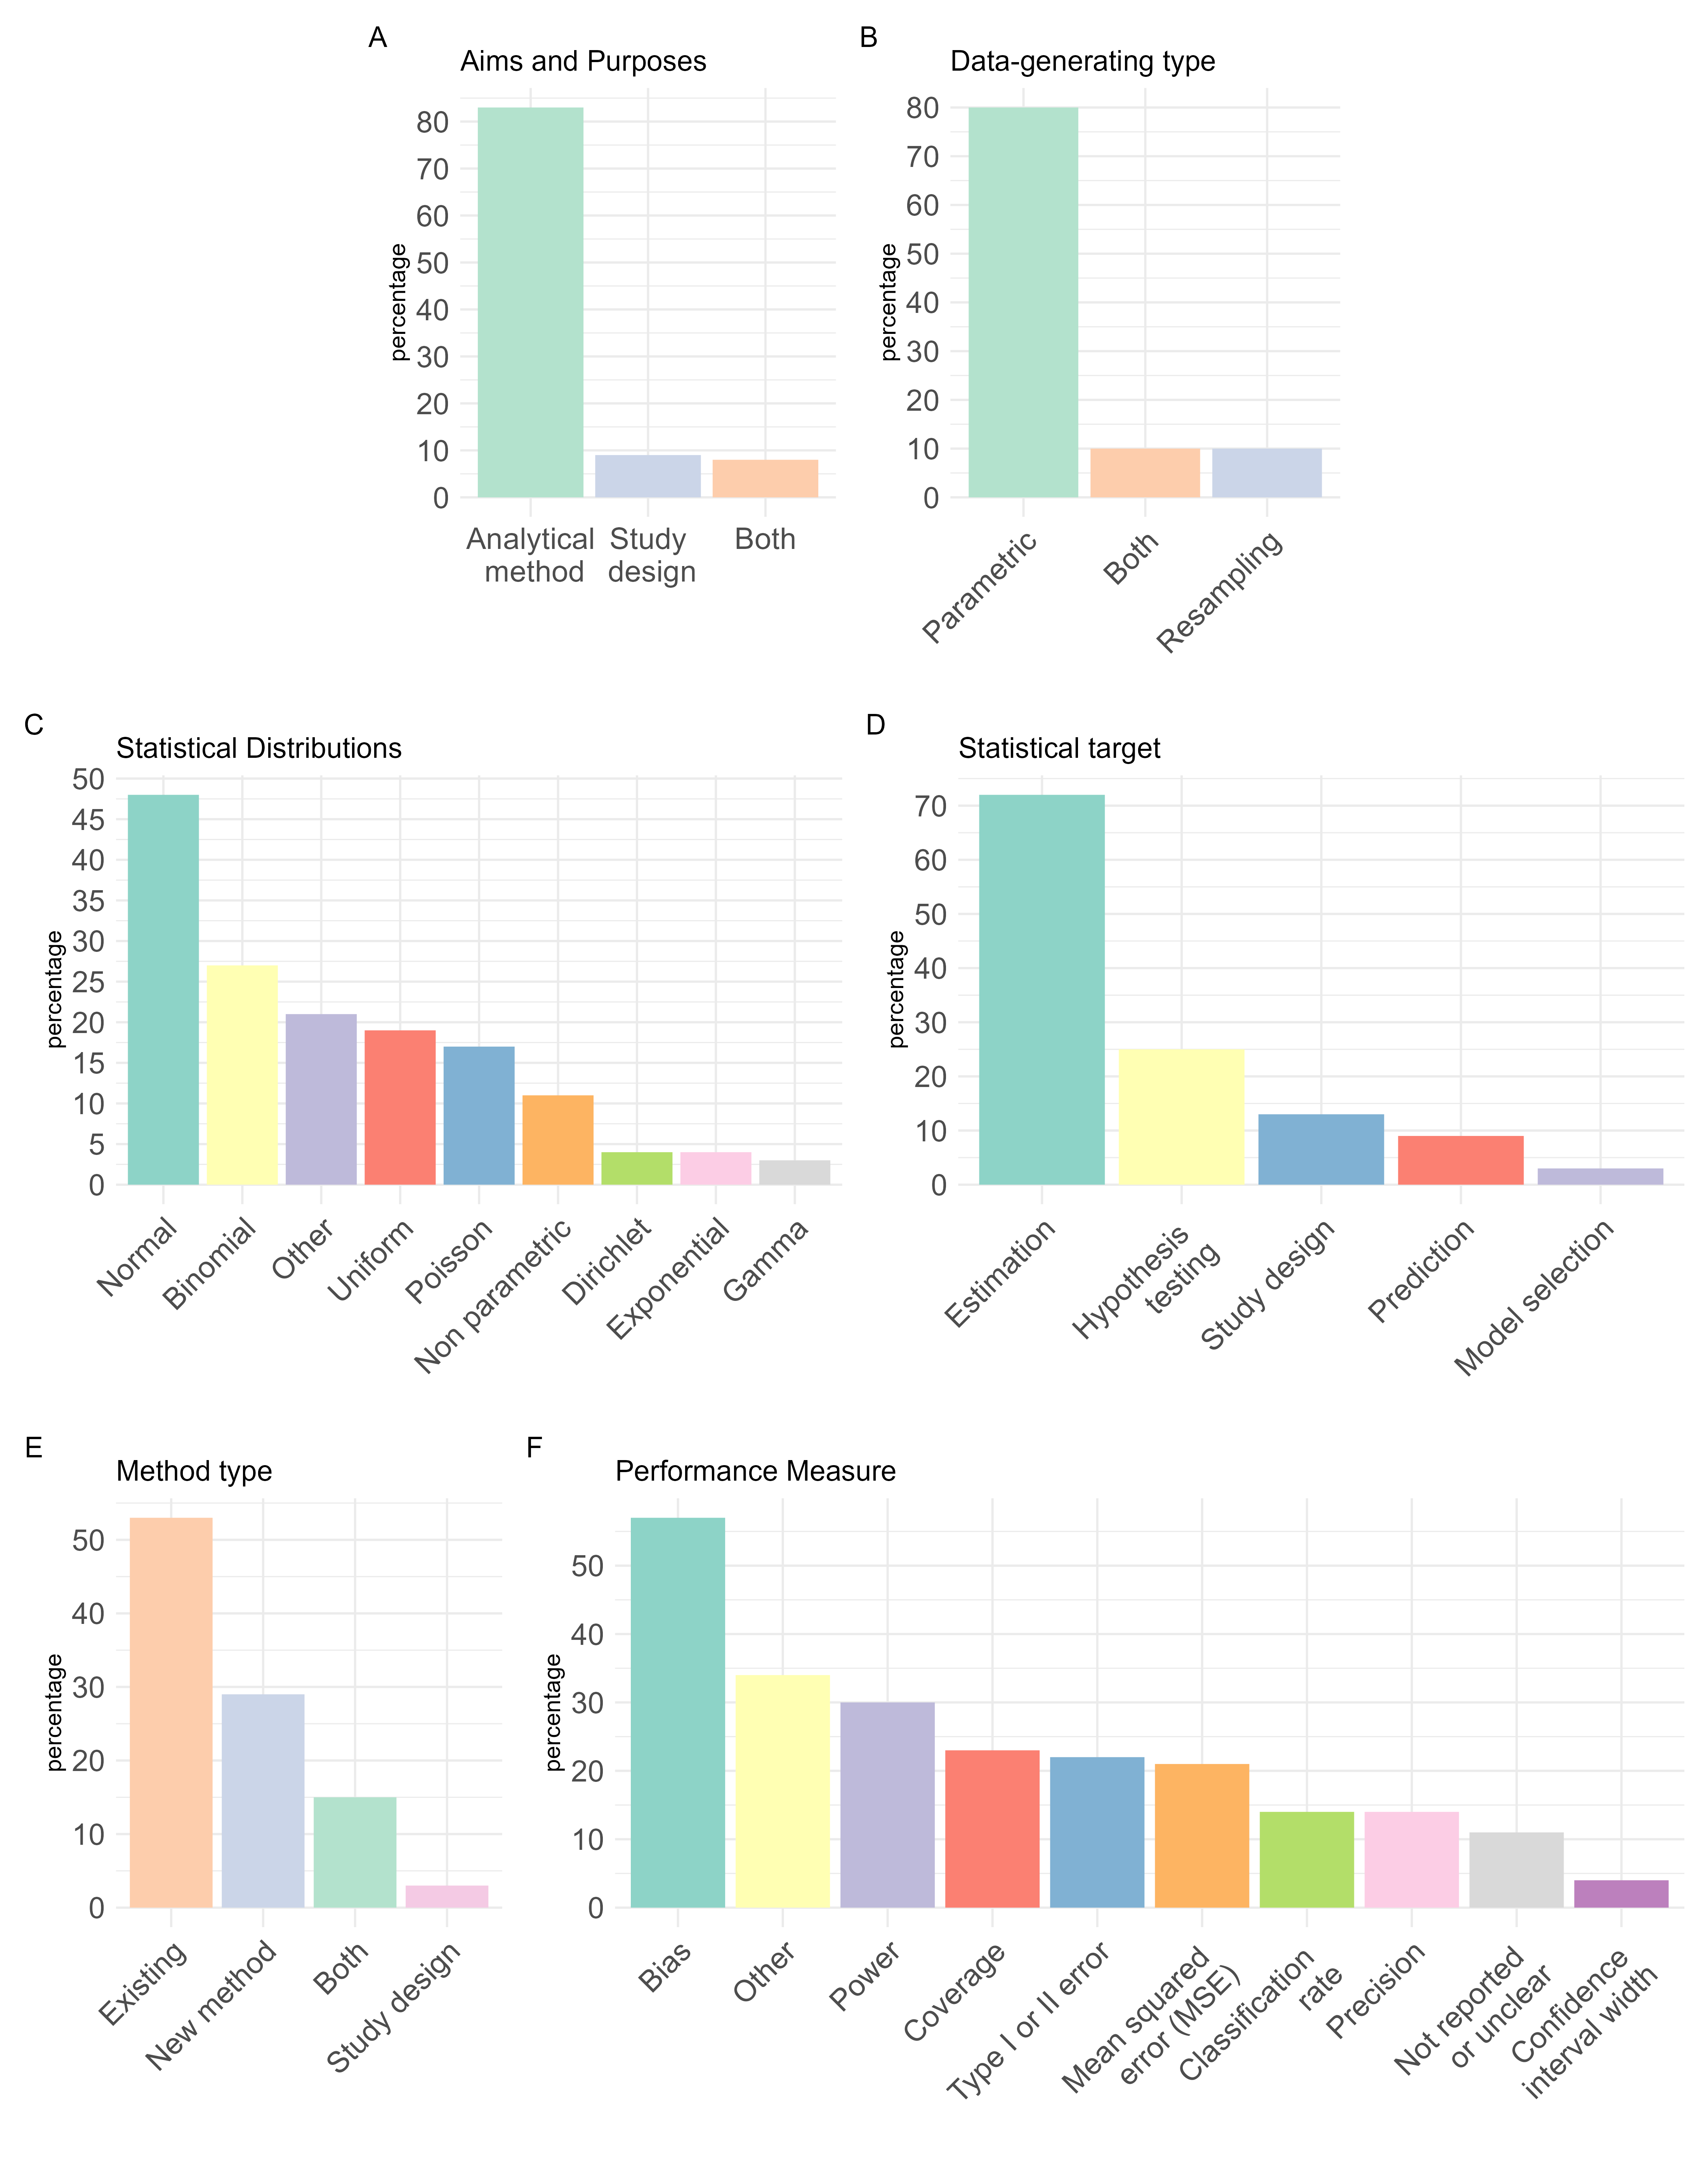 A
Aims and Purposes
percentage
80
70
60
50
40
30
20
10
0
Analytical
method
Study
design
Both
B
Data-generating type
percentage
80
70
60
50
40
30
20
10
0
Parametric
Both
Resampling
C
Statistical Distributions
percentage
50
45
40
35
30
25
20
15
10
5
0
Normal
Binomial
Other
Uniform
Poisson
Non parametric
Dirichlet
Exponential
Gamma
D
Statistical target
percentage
70
60
50
40
30
20
10
0
Estimation
Hypothesis
testing
Study design
Prediction
Model selection
E
Method type
percentage
50
40
30
20
10
0
Existing
New method
Both
Study design
F
Performance Measure
percentage
50
40
30
20
10
0
Bias
Other
Power
Coverage
Type I or II error
Mean squared
error (MSE)
Classification
rate
Precision
Not reported
or unclear
Confidence
interval width